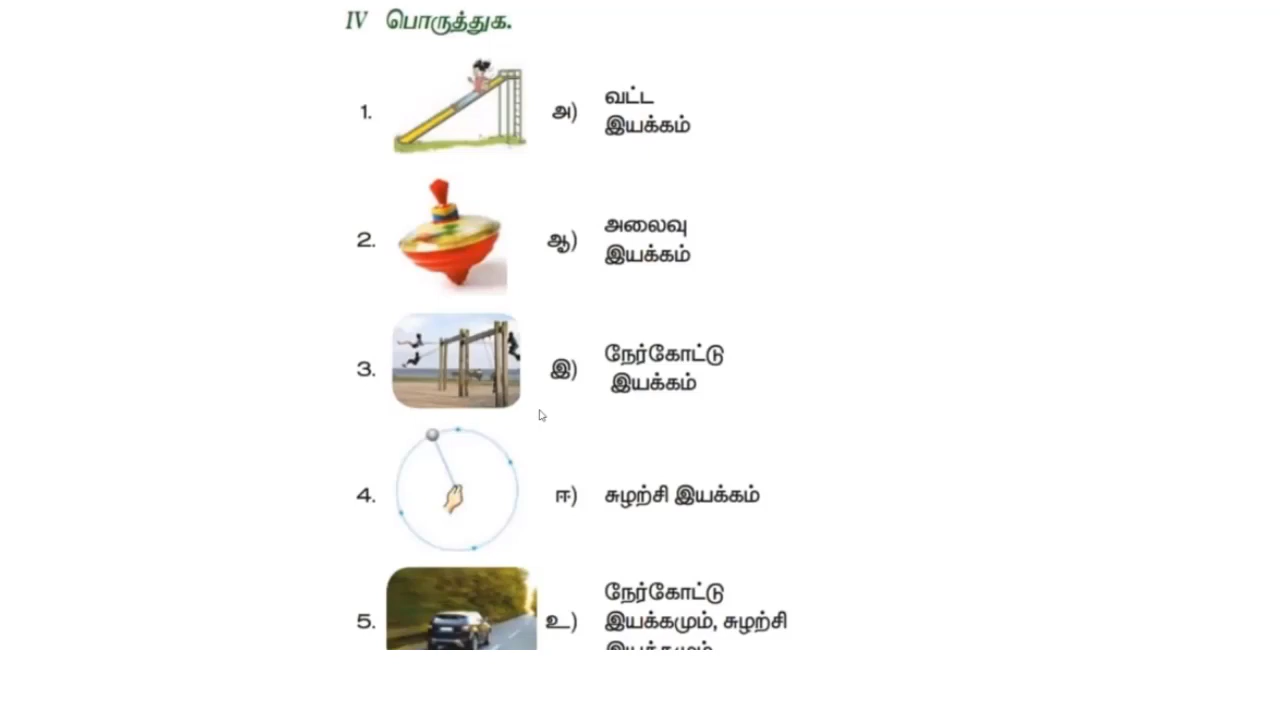 IV பொருத்துக.
1. அ) வட்ட
இயக்கம்
2. ஆ) அலைவு
இயக்கம்
3. இ) நேர்கோட்டு
இயக்கம்
4. ஈ) சுழற்சி இயக்கம்
5. உ) நேர்கோட்டு
இயக்கமும், சுழற்சி